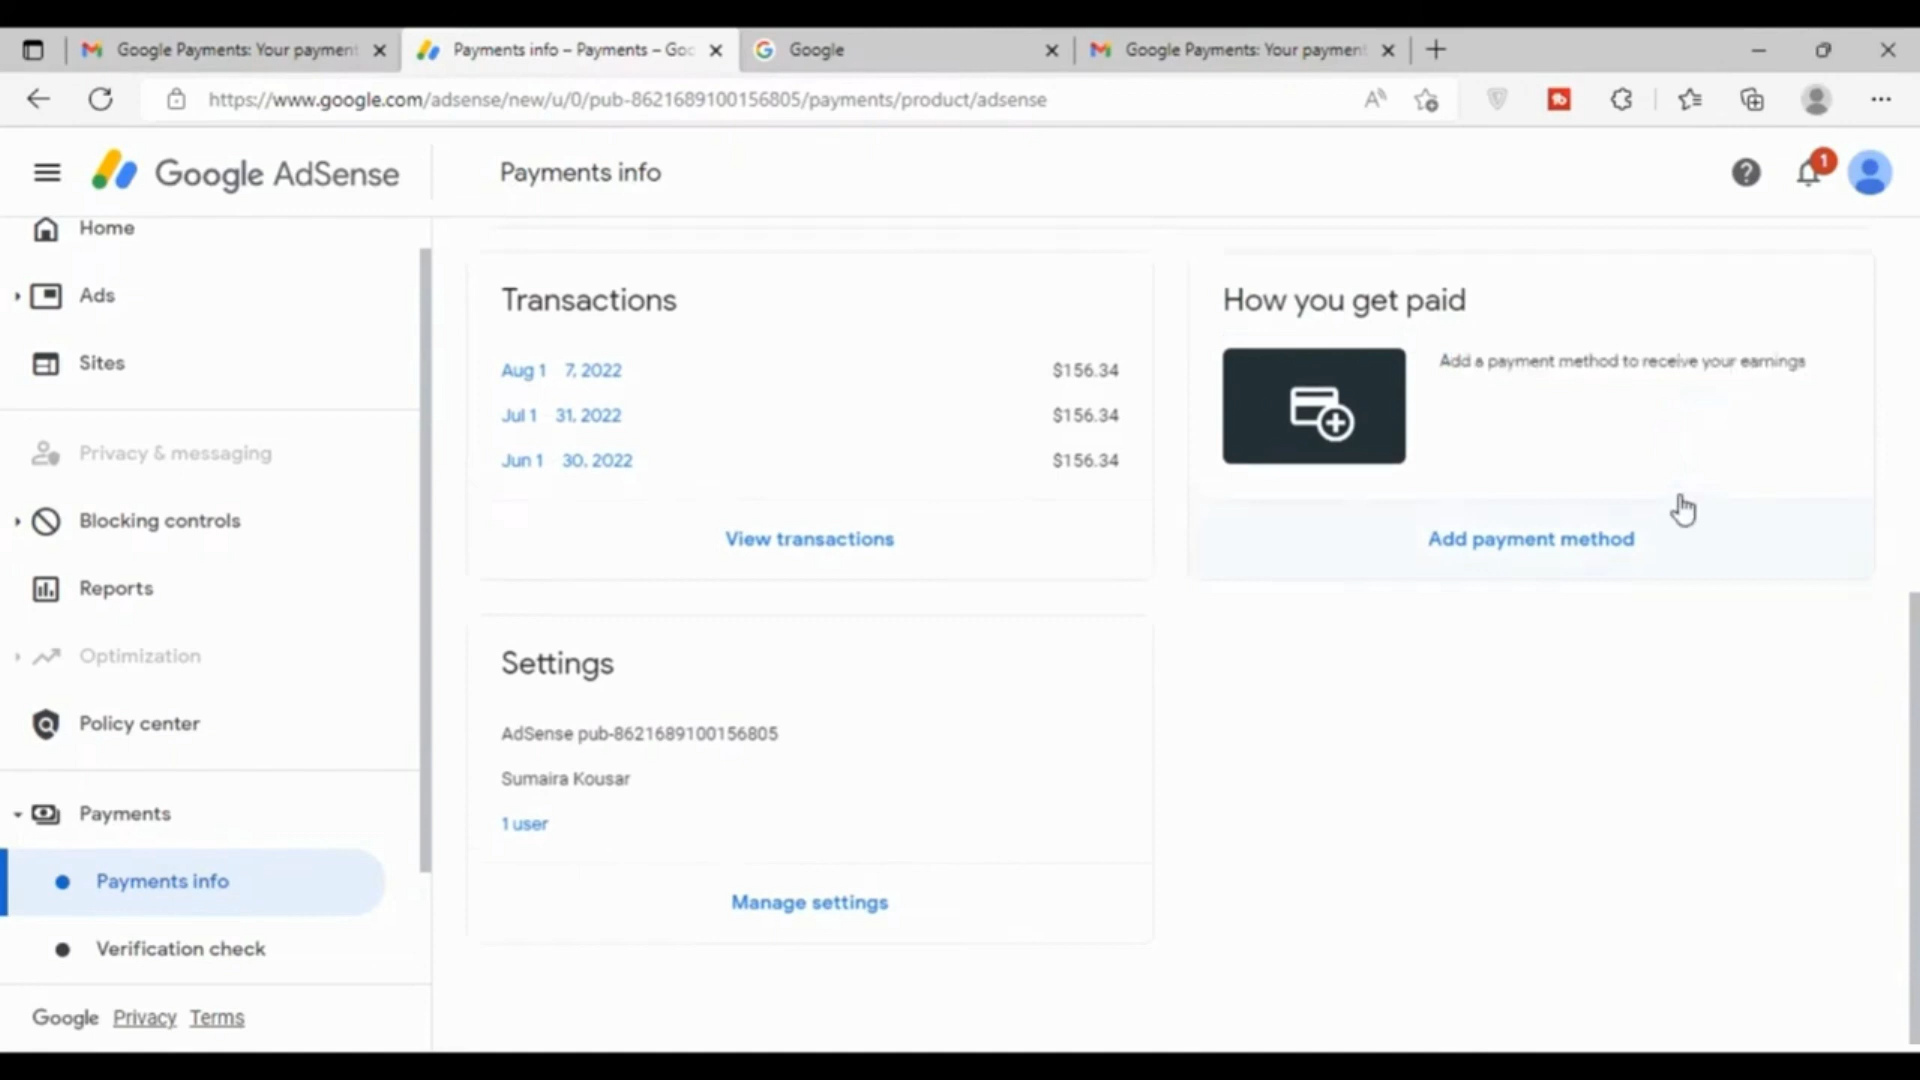 Google Payments: Your payment
Payments info – Payments – Goo
Google
Google Payments: Your payment
https://www.google.com/adsense/new/u/0/pub-8621689100156805/payments/product/adsense
Google AdSense
Payments info
1
Home
Ads
Sites
Privacy & messaging
Blocking controls
Reports
Optimization
Policy center
Payments
Payments info
Verification check
Google Privacy Terms
Transactions
Aug 1 7, 2022 $156.34
Jul 1 31, 2022 $156.34
Jun 1 30, 2022 $156.34
View transactions
How you get paid
Add a payment method to receive your earnings
Add payment method
Settings
AdSense pub-8621689100156805
Sumaira Kousar
1 user
Manage settings